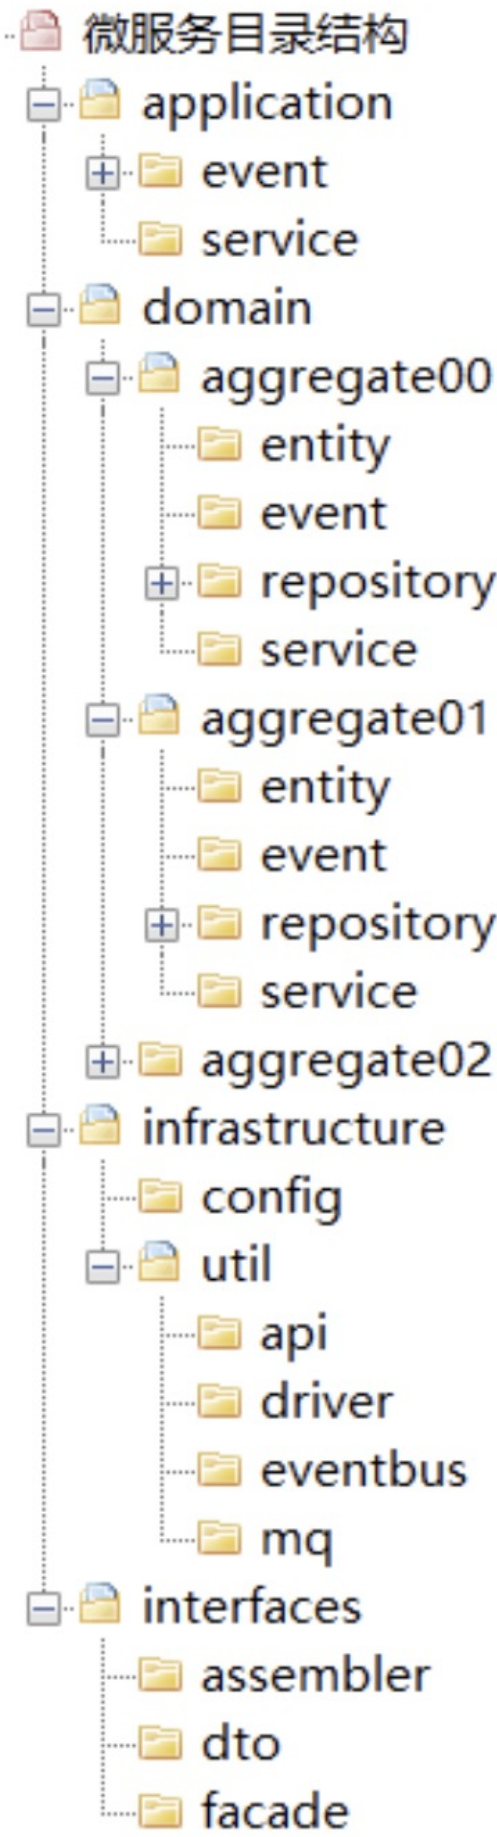 微服务目录结构
application
event
service
domain
aggregate00
entity
event
repository
service
aggregate01
entity
event
repository
service
aggregate02
infrastructure
config
util
api
driver
eventbus
mq
interfaces
assembler
dto
facade